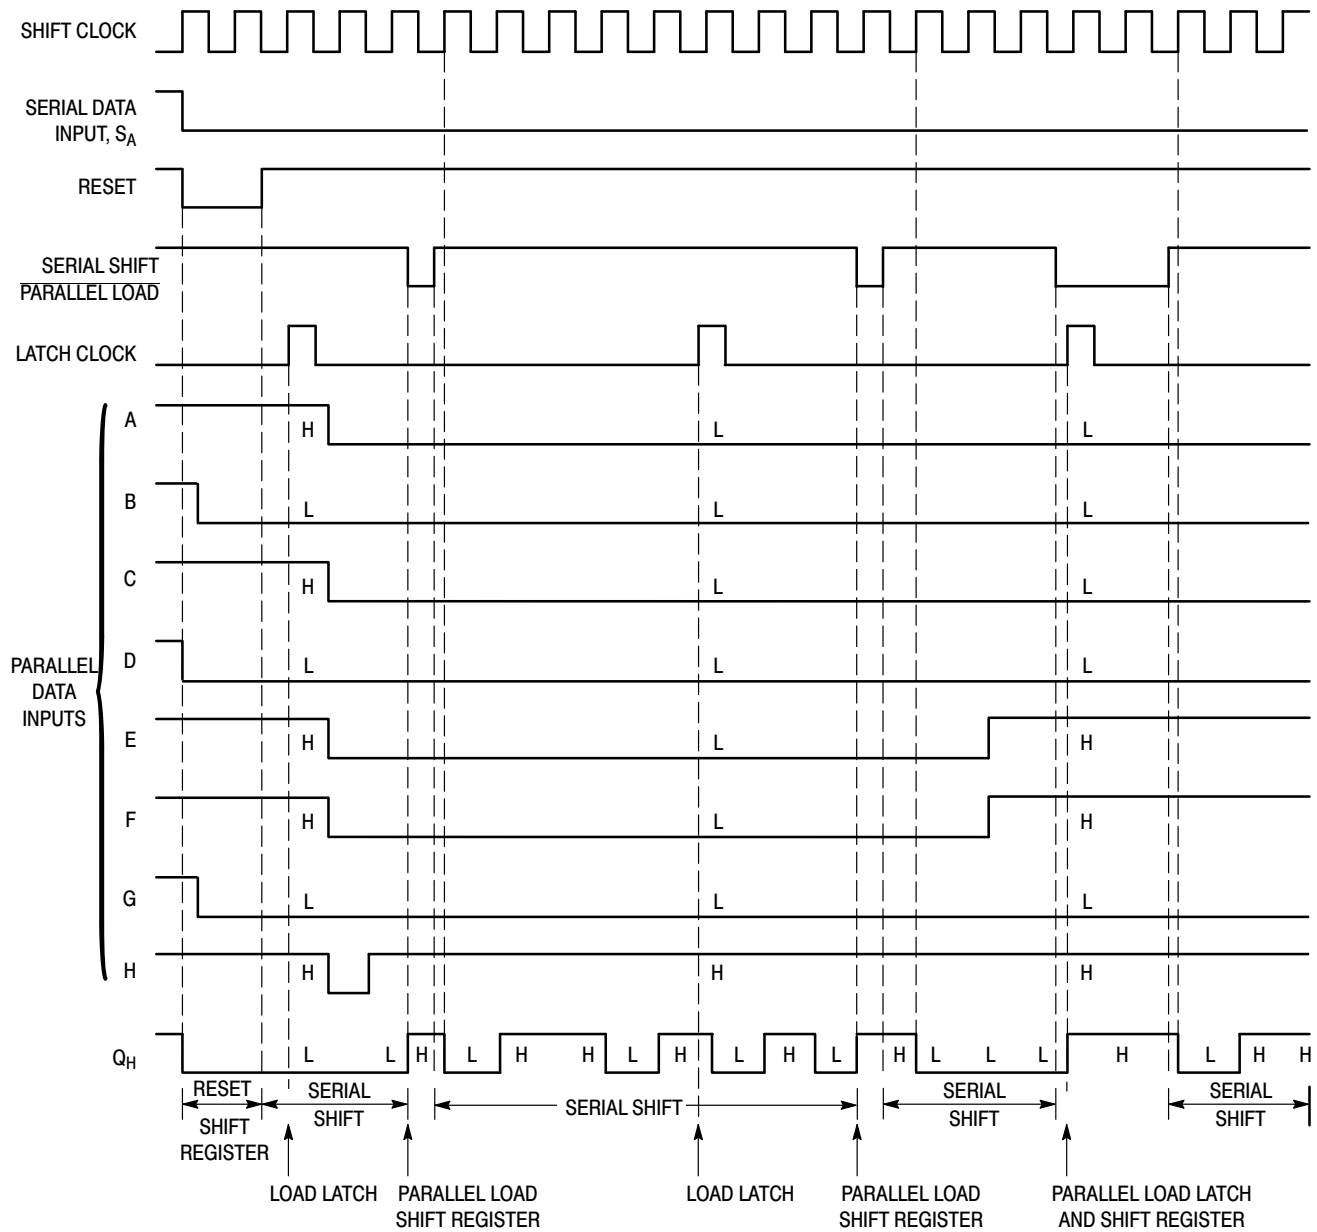 SHIFT CLOCK
SERIAL DATA
INPUT, SA
RESET
SERIAL SHIFT
PARALLEL LOAD
LATCH CLOCK
A H L L
B L L L
C H L L
PARALLEL
DATA
INPUTS
D L L L
E H L H
F H L H
G L L L
H H H H
QH L L H L H H L H L H L H L L L H L H H
RESET
SHIFT
REGISTER
SERIAL
SHIFT
SERIAL SHIFT
SERIAL
SHIFT
SERIAL
SHIFT
LOAD LATCH
PARALLEL LOAD
SHIFT REGISTER
LOAD LATCH
PARALLEL LOAD
SHIFT REGISTER
PARALLEL LOAD LATCH
AND SHIFT REGISTER